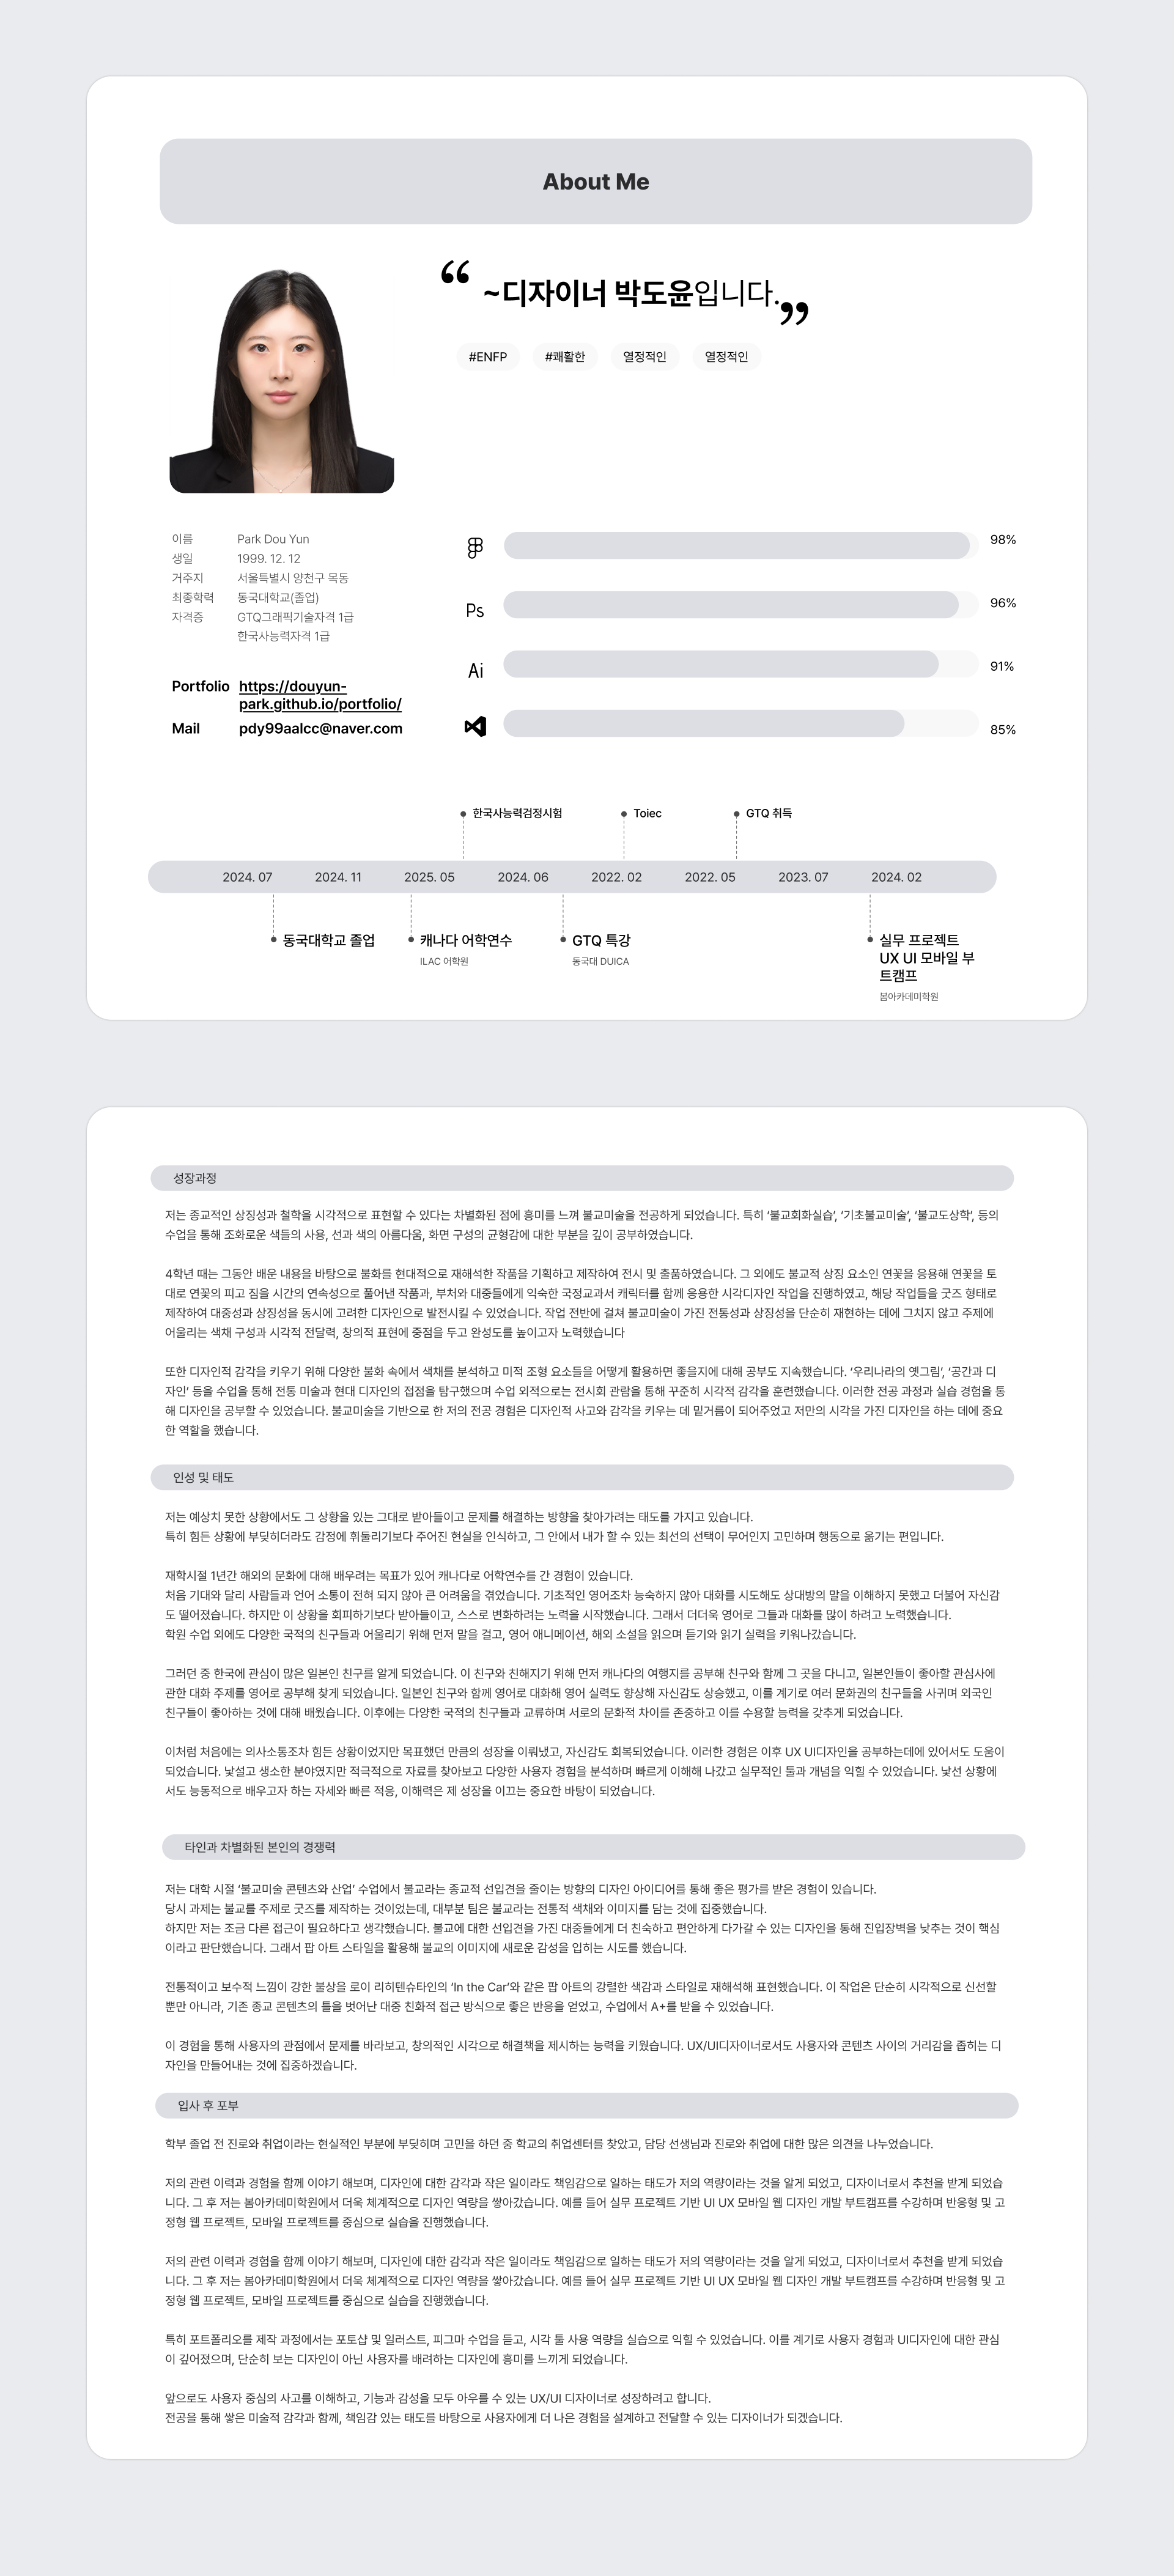 About Me
“ ~디자이너 박도윤입니다.”
#ENFP #쾌활한 열정적인 열정적인
이름 Park Dou Yun
생일 1999. 12. 12
거주지 서울특별시 양천구 목동
최종학력 동국대학교(졸업)
자격증 GTQ그래픽기술자격 1급
한국사능력자격 1급
Portfolio https://douyun-
park.github.io/portfolio/
Mail pdy99aalcc@naver.com
98%
Ps 96%
Ai 91%
85%
한국사능력검정시험 Toiec GTQ 취득
2024. 07 2024. 11 2025. 05 2024. 06 2022. 02 2022. 05 2023. 07 2024. 02
동국대학교 졸업
캐나다 어학연수
ILAC 어학원
GTQ 특강
동국대 DUICA
실무 프로젝트
UX UI 모바일 부
트캠프
봄아카데미학원
성장과정
저는 종교적인 상징성과 철학을 시각적으로 표현할 수 있다는 차별화된 점에 흥미를 느껴 불교미술을 전공하게 되었습니다. 특히 ‘불교회화실습’, ‘기초불교미술’, ‘불교도상학’, 등의
수업을 통해 조화로운 색들의 사용, 선과 색의 아름다움, 화면 구성의 균형감에 대한 부분을 깊이 공부하였습니다.
4학년 때는 그동안 배운 내용을 바탕으로 불화를 현대적으로 재해석한 작품을 기획하고 제작하여 전시 및 출품하였습니다. 그 외에도 불교적 상징 요소인 연꽃을 응용해 연꽃을 토
대로 연꽃의 피고 짐을 시간의 연속성으로 풀어낸 작품과, 부처와 대중들에게 익숙한 국정교과서 캐릭터를 함께 응용한 시각디자인 작업을 진행하였고, 해당 작업들을 굿즈 형태로
제작하여 대중성과 상징성을 동시에 고려한 디자인으로 발전시킬 수 있었습니다. 작업 전반에 걸쳐 불교미술이 가진 전통성과 상징성을 단순히 재현하는 데에 그치지 않고 주제에
어울리는 색채 구성과 시각적 전달력, 창의적 표현에 중점을 두고 완성도를 높이고자 노력했습니다
또한 디자인적 감각을 키우기 위해 다양한 불화 속에서 색채를 분석하고 미적 조형 요소들을 어떻게 활용하면 좋을지에 대해 공부도 지속했습니다. ‘우리나라의 옛그림’, ‘공간과 디
자인’ 등을 수업을 통해 전통 미술과 현대 디자인의 접점을 탐구했으며 수업 외적으로는 전시회 관람을 통해 꾸준히 시각적 감각을 훈련했습니다. 이러한 전공 과정과 실습 경험을 통
해 디자인을 공부할 수 있었습니다. 불교미술을 기반으로 한 저의 전공 경험은 디자인적 사고와 감각을 키우는 데 밑거름이 되어주었고 저만의 시각을 가진 디자인을 하는 데에 중요
한 역할을 했습니다.
인성 및 태도
저는 예상치 못한 상황에서도 그 상황을 있는 그대로 받아들이고 문제를 해결하는 방향을 찾아가려는 태도를 가지고 있습니다.
특히 힘든 상황에 부딪히더라도 감정에 휘둘리기보다 주어진 현실을 인식하고, 그 안에서 내가 할 수 있는 최선의 선택이 무어인지 고민하며 행동으로 옮기는 편입니다.
재학시절 1년간 해외의 문화에 대해 배우려는 목표가 있어 캐나다로 어학연수를 간 경험이 있습니다.
처음 기대와 달리 사람들과 언어 소통이 전혀 되지 않아 큰 어려움을 겪었습니다. 기초적인 영어조차 능숙하지 않아 대화를 시도해도 상대방의 말을 이해하지 못했고 더불어 자신감
도 떨어졌습니다. 하지만 이 상황을 회피하기보다 받아들이고, 스스로 변화하려는 노력을 시작했습니다. 그래서 더더욱 영어로 그들과 대화를 많이 하려고 노력했습니다.
학원 수업 외에도 다양한 국적의 친구들과 어울리기 위해 먼저 말을 걸고, 영어 애니메이션, 해외 소설을 읽으며 듣기와 읽기 실력을 키워나갔습니다.
그러던 중 한국에 관심이 많은 일본인 친구를 알게 되었습니다. 이 친구와 친해지기 위해 먼저 캐나다의 여행지를 공부해 친구와 함께 그 곳을 다니고, 일본인들이 좋아할 관심사에
관한 대화 주제를 영어로 공부해 찾게 되었습니다. 일본인 친구와 함께 영어로 대화해 영어 실력도 향상해 자신감도 상승했고, 이를 계기로 여러 문화권의 친구들을 사귀며 외국인
친구들이 좋아하는 것에 대해 배웠습니다. 이후에는 다양한 국적의 친구들과 교류하며 서로의 문화적 차이를 존중하고 이를 수용할 능력을 갖추게 되었습니다.
이처럼 처음에는 의사소통조차 힘든 상황이었지만 목표했던 만큼의 성장을 이뤄냈고, 자신감도 회복되었습니다. 이러한 경험은 이후 UX UI디자인을 공부하는데에 있어서도 도움이
되었습니다. 낯설고 생소한 분야였지만 적극적으로 자료를 찾아보고 다양한 사용자 경험을 분석하며 빠르게 이해해 나갔고 실무적인 툴과 개념을 익힐 수 있었습니다. 낯선 상황에
서도 능동적으로 배우고자 하는 자세와 빠른 적응, 이해력은 제 성장을 이끄는 중요한 바탕이 되었습니다.
타인과 차별화된 본인의 경쟁력
저는 대학 시절 ‘불교미술 콘텐츠와 산업’ 수업에서 불교라는 종교적 선입견을 줄이는 방향의 디자인 아이디어를 통해 좋은 평가를 받은 경험이 있습니다.
당시 과제는 불교를 주제로 굿즈를 제작하는 것이었는데, 대부분 팀은 불교라는 전통적 색채와 이미지를 담는 것에 집중했습니다.
하지만 저는 조금 다른 접근이 필요하다고 생각했습니다. 불교에 대한 선입견을 가진 대중들에게 더 친숙하고 편안하게 다가갈 수 있는 디자인을 통해 진입장벽을 낮추는 것이 핵심
이라고 판단했습니다. 그래서 팝 아트 스타일을 활용해 불교의 이미지에 새로운 감성을 입히는 시도를 했습니다.
전통적이고 보수적 느낌이 강한 불상을 로이 리히텐슈타인의 ‘In the Car’와 같은 팝 아트의 강렬한 색감과 스타일로 재해석해 표현했습니다. 이 작업은 단순히 시각적으로 신선할
뿐만 아니라, 기존 종교 콘텐츠의 틀을 벗어난 대중 친화적 접근 방식으로 좋은 반응을 얻었고, 수업에서 A+를 받을 수 있었습니다.
이 경험을 통해 사용자의 관점에서 문제를 바라보고, 창의적인 시각으로 해결책을 제시하는 능력을 키웠습니다. UX/UI디자이너로서도 사용자와 콘텐츠 사이의 거리감을 좁히는 디
자인을 만들어내는 것에 집중하겠습니다.
입사 후 포부
학부 졸업 전 진로와 취업이라는 현실적인 부분에 부딪히며 고민을 하던 중 학교의 취업센터를 찾았고, 담당 선생님과 진로와 취업에 대한 많은 의견을 나누었습니다.
저의 관련 이력과 경험을 함께 이야기 해보며, 디자인에 대한 감각과 작은 일이라도 책임감으로 일하는 태도가 저의 역량이라는 것을 알게 되었고, 디자이너로서 추천을 받게 되었습
니다. 그 후 저는 봄아카데미학원에서 더욱 체계적으로 디자인 역량을 쌓아갔습니다. 예를 들어 실무 프로젝트 기반 UI UX 모바일 웹 디자인 개발 부트캠프를 수강하며 반응형 및 고
정형 웹 프로젝트, 모바일 프로젝트를 중심으로 실습을 진행했습니다.
저의 관련 이력과 경험을 함께 이야기 해보며, 디자인에 대한 감각과 작은 일이라도 책임감으로 일하는 태도가 저의 역량이라는 것을 알게 되었고, 디자이너로서 추천을 받게 되었습
니다. 그 후 저는 봄아카데미학원에서 더욱 체계적으로 디자인 역량을 쌓아갔습니다. 예를 들어 실무 프로젝트 기반 UI UX 모바일 웹 디자인 개발 부트캠프를 수강하며 반응형 및 고
정형 웹 프로젝트, 모바일 프로젝트를 중심으로 실습을 진행했습니다.
특히 포트폴리오를 제작 과정에서는 포토샵 및 일러스트, 피그마 수업을 듣고, 시각 툴 사용 역량을 실습으로 익힐 수 있었습니다. 이를 계기로 사용자 경험과 UI디자인에 대한 관심
이 깊어졌으며, 단순히 보는 디자인이 아닌 사용자를 배려하는 디자인에 흥미를 느끼게 되었습니다.
앞으로도 사용자 중심의 사고를 이해하고, 기능과 감성을 모두 아우를 수 있는 UX/UI 디자이너로 성장하려고 합니다.
전공을 통해 쌓은 미술적 감각과 함께, 책임감 있는 태도를 바탕으로 사용자에게 더 나은 경험을 설계하고 전달할 수 있는 디자이너가 되겠습니다.